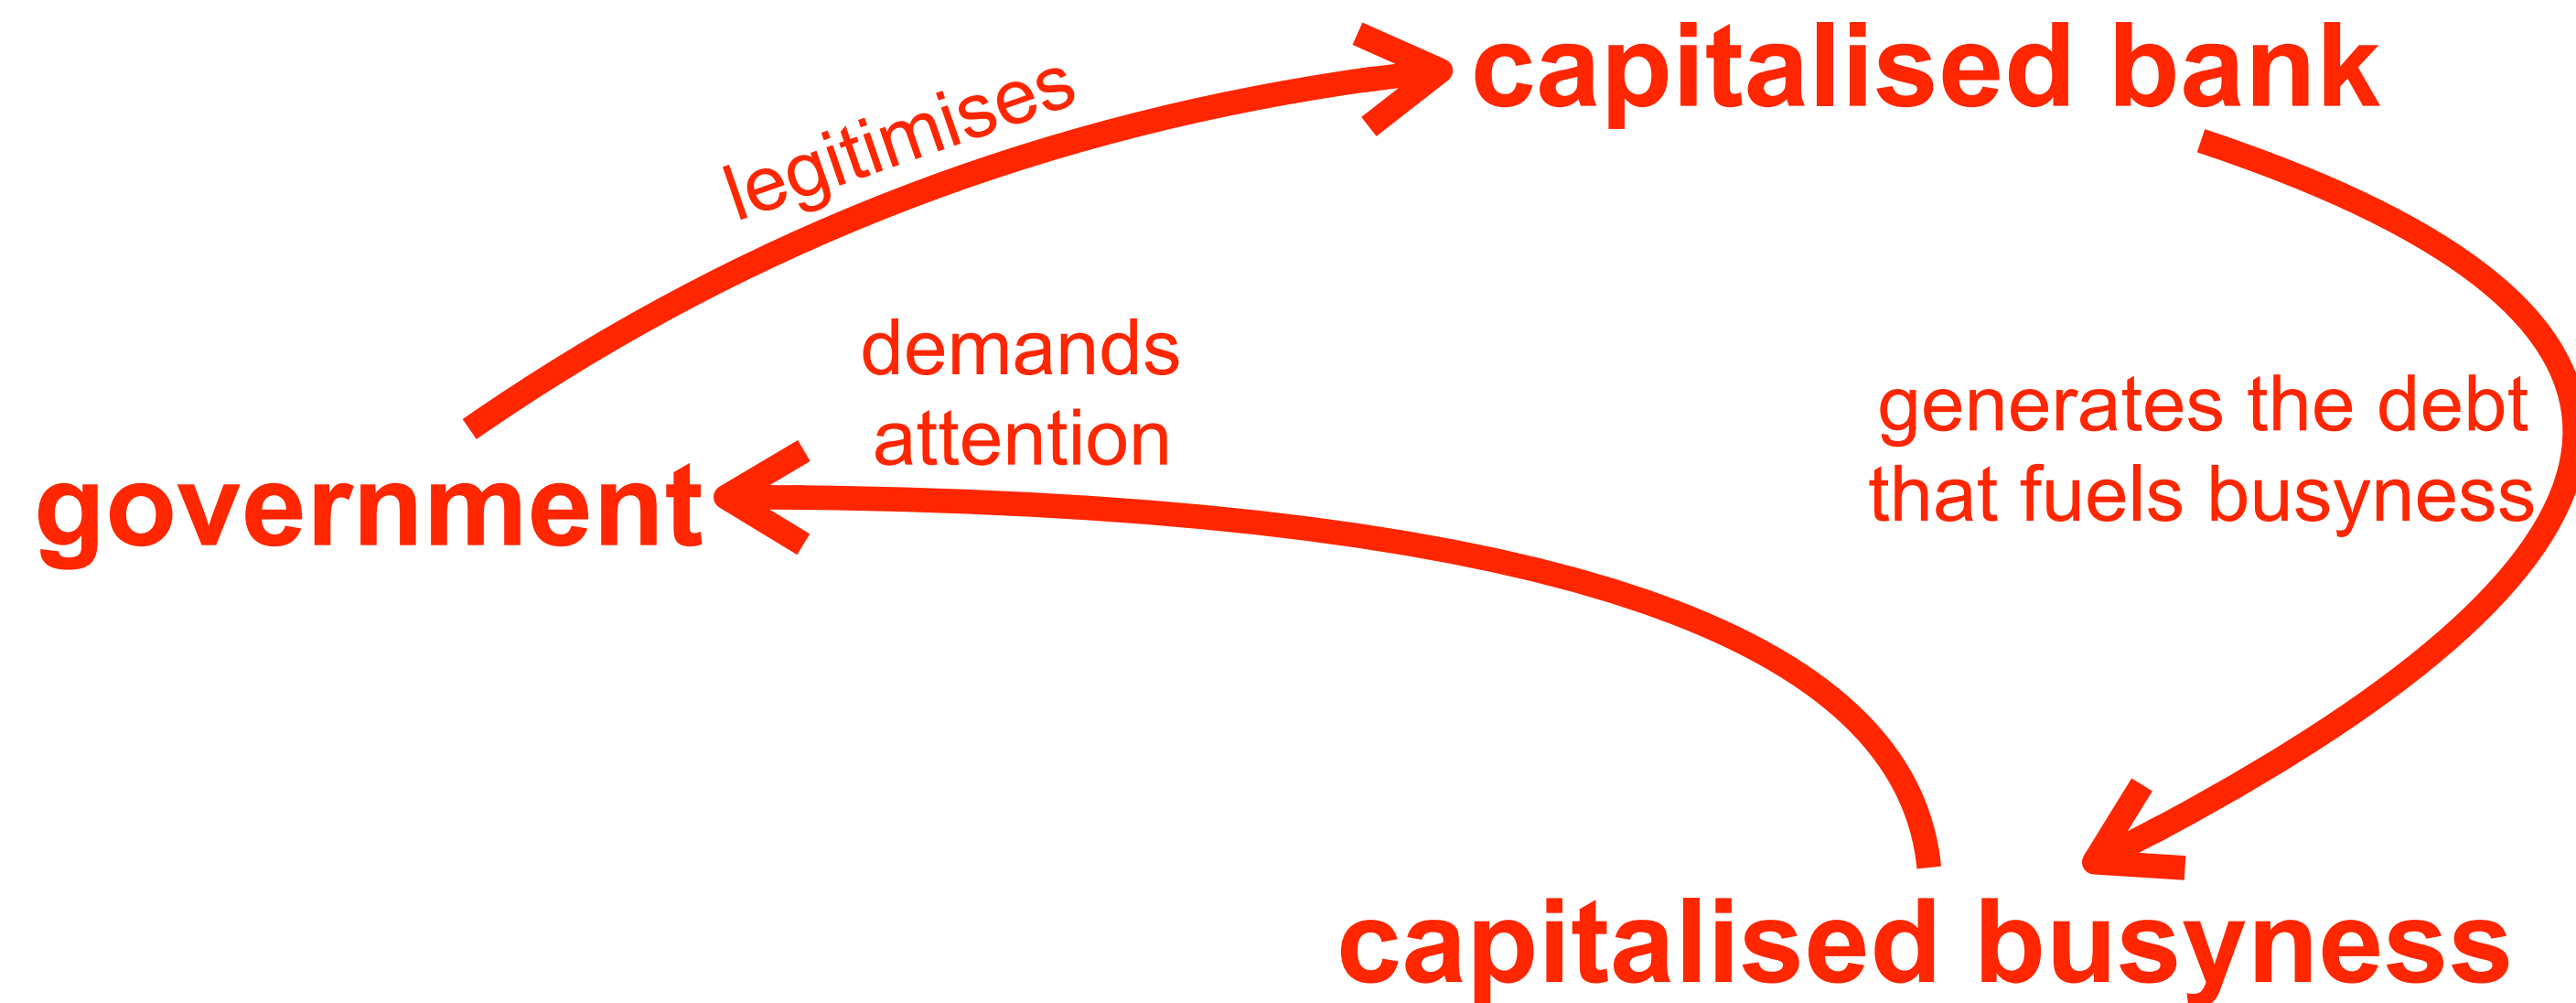 capitalised bank
legitimises
demands
attention
generates the debt
that fuels busyness
government
capitalised busyness